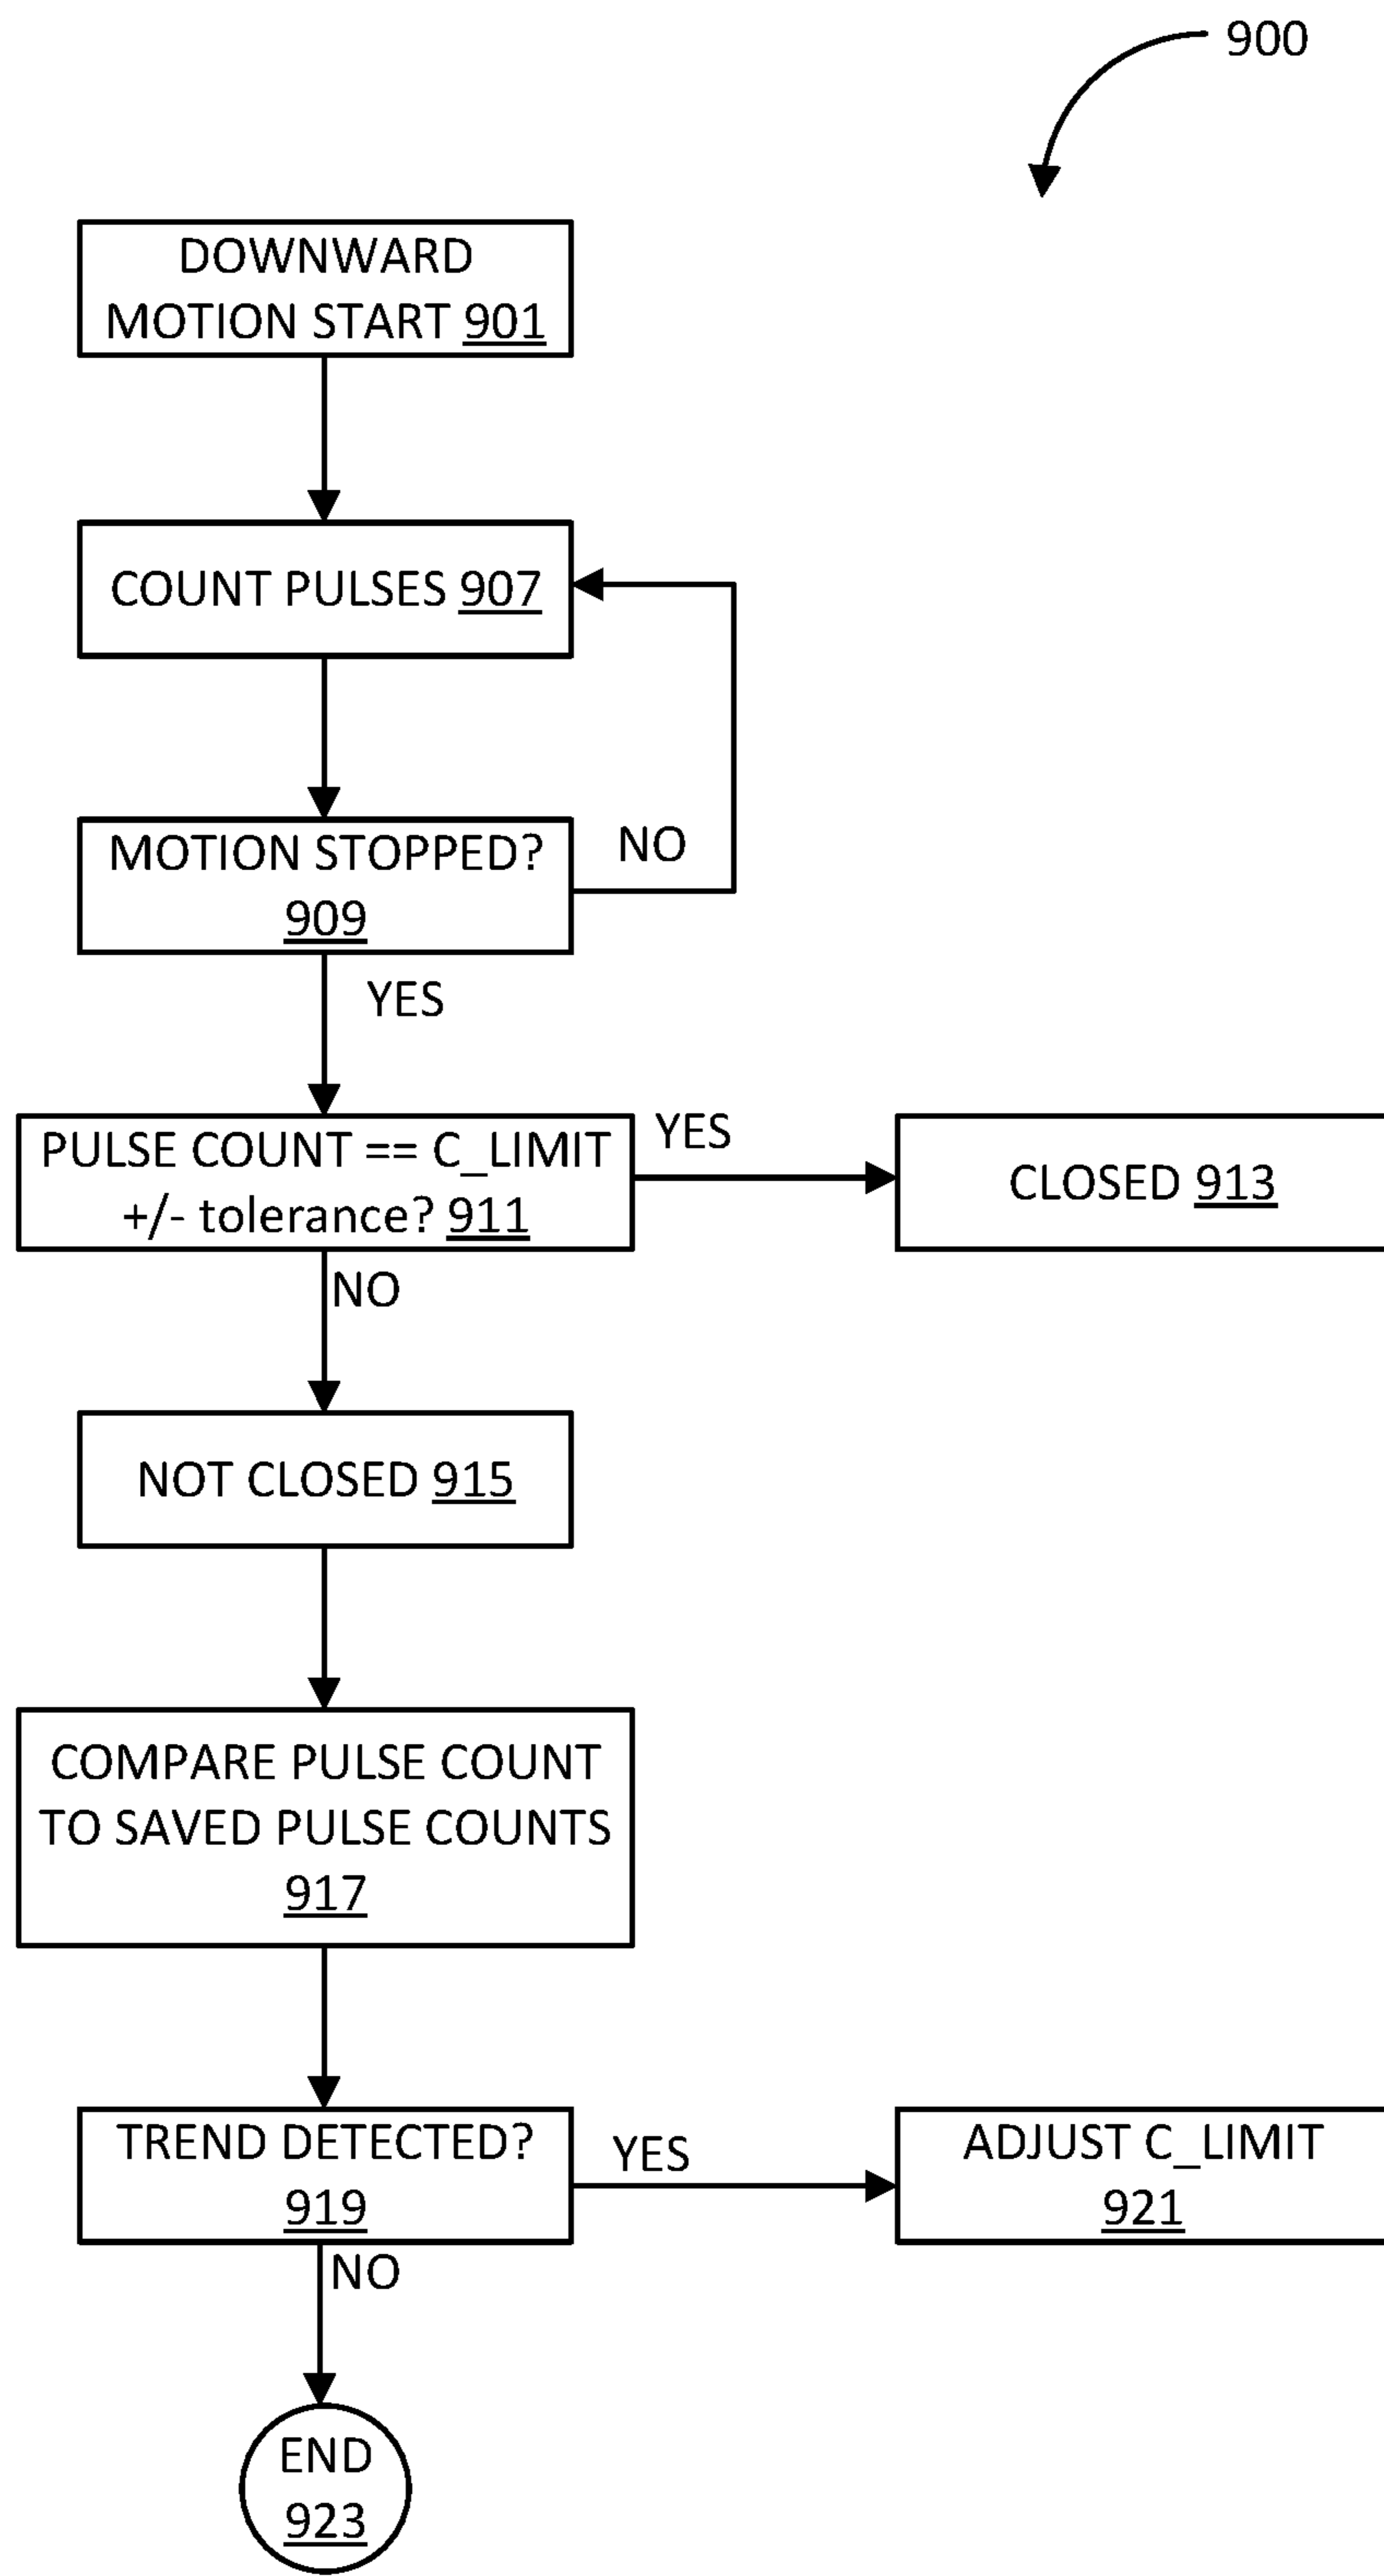 900
DOWNWARD
MOTION START 901
COUNT PULSES 907
NO
MOTION STOPPED?
909
YES
PULSE COUNT == C_LIMIT
+/- tolerance? 911
YES
CLOSED 913
NO
NOT CLOSED 915
COMPARE PULSE COUNT
TO SAVED PULSE COUNTS
917
TREND DETECTED?
919
YES
ADJUST C_LIMIT
921
NO
END
923